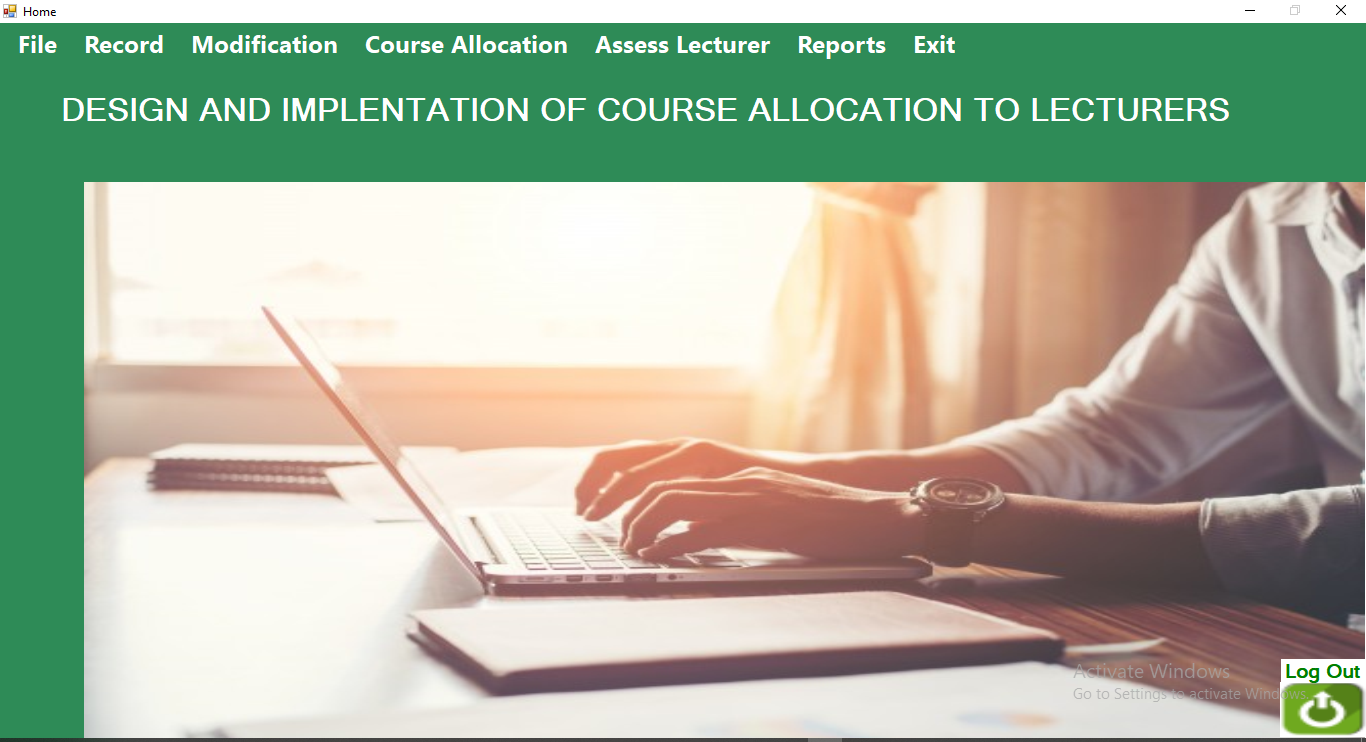 Home
File Record Modification Course Allocation Assess Lecturer Reports Exit
DESIGN AND IMPLENTATION OF COURSE ALLOCATION TO LECTURERS
Activate Windows
Go to Settings to activate Windows.
Log Out